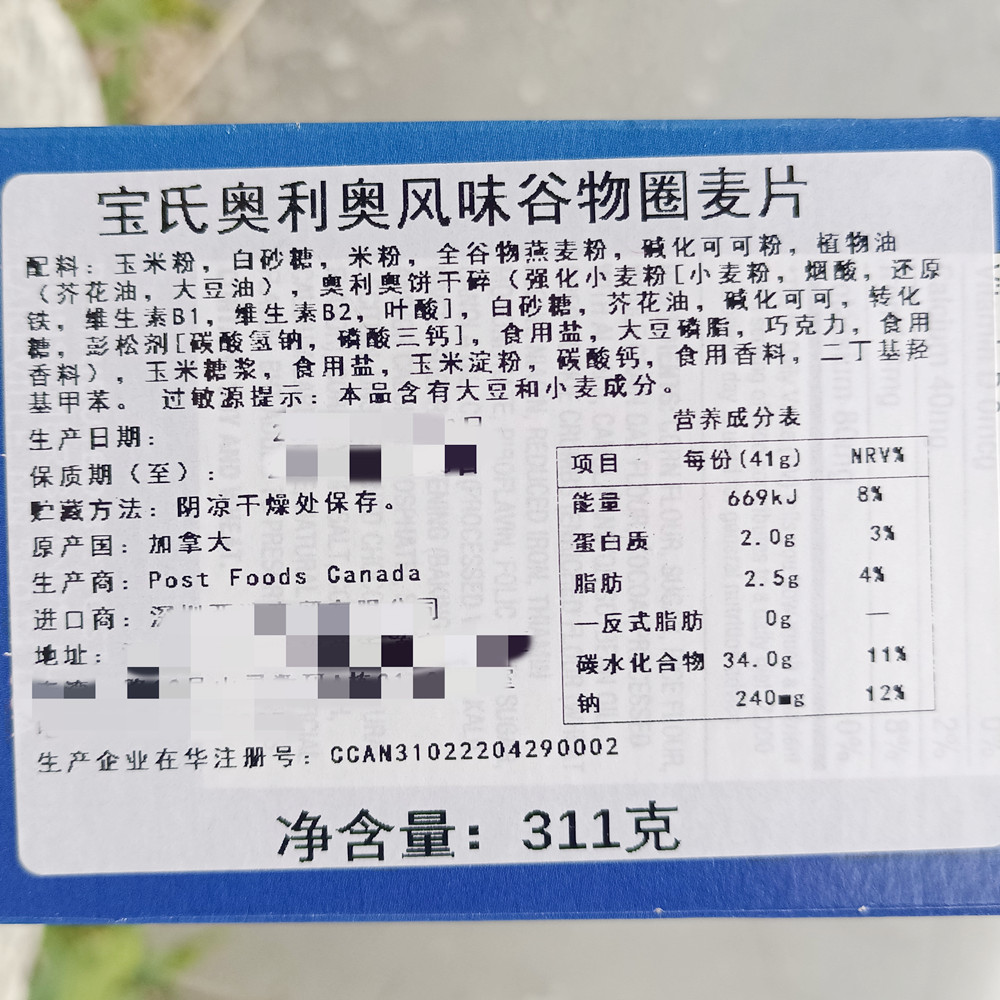 宝氏奥利奥风味谷物圈麦片
配料：玉米粉，白砂糖，米粉，全谷物燕麦粉，碱化可可粉，植物油
（芥花油，大豆油），奥利奥饼干碎（强化小麦粉[小麦粉，烟酸，还原
铁，维生素B1，维生素B2，叶酸]，白砂糖，芥花油，碱化可可，转化
糖，彭松剂[碳酸氢钠，磷酸三钙]，食用盐，大豆磷脂，巧克力，食用
香料），玉米糖浆，食用盐，玉米淀粉，碳酸钙，食用香料，二丁基羟
基甲苯。 过敏源提示：本品含有大豆和小麦成分。
生产日期：
保质期（至）：
贮藏方法：阴凉干燥处保存。
原产国：加拿大
生产商：Post Foods Canada
进口商：
地址：
生产企业在华注册号：CCAN31022204290002
营养成分表
项目 每份(41g) NRV%
能量 669kJ 8%
蛋白质 2.0g 3%
脂肪 2.5g 4%
—反式脂肪 0g —
碳水化合物 34.0g 11%
钠 240mg 12%
净含量：311克